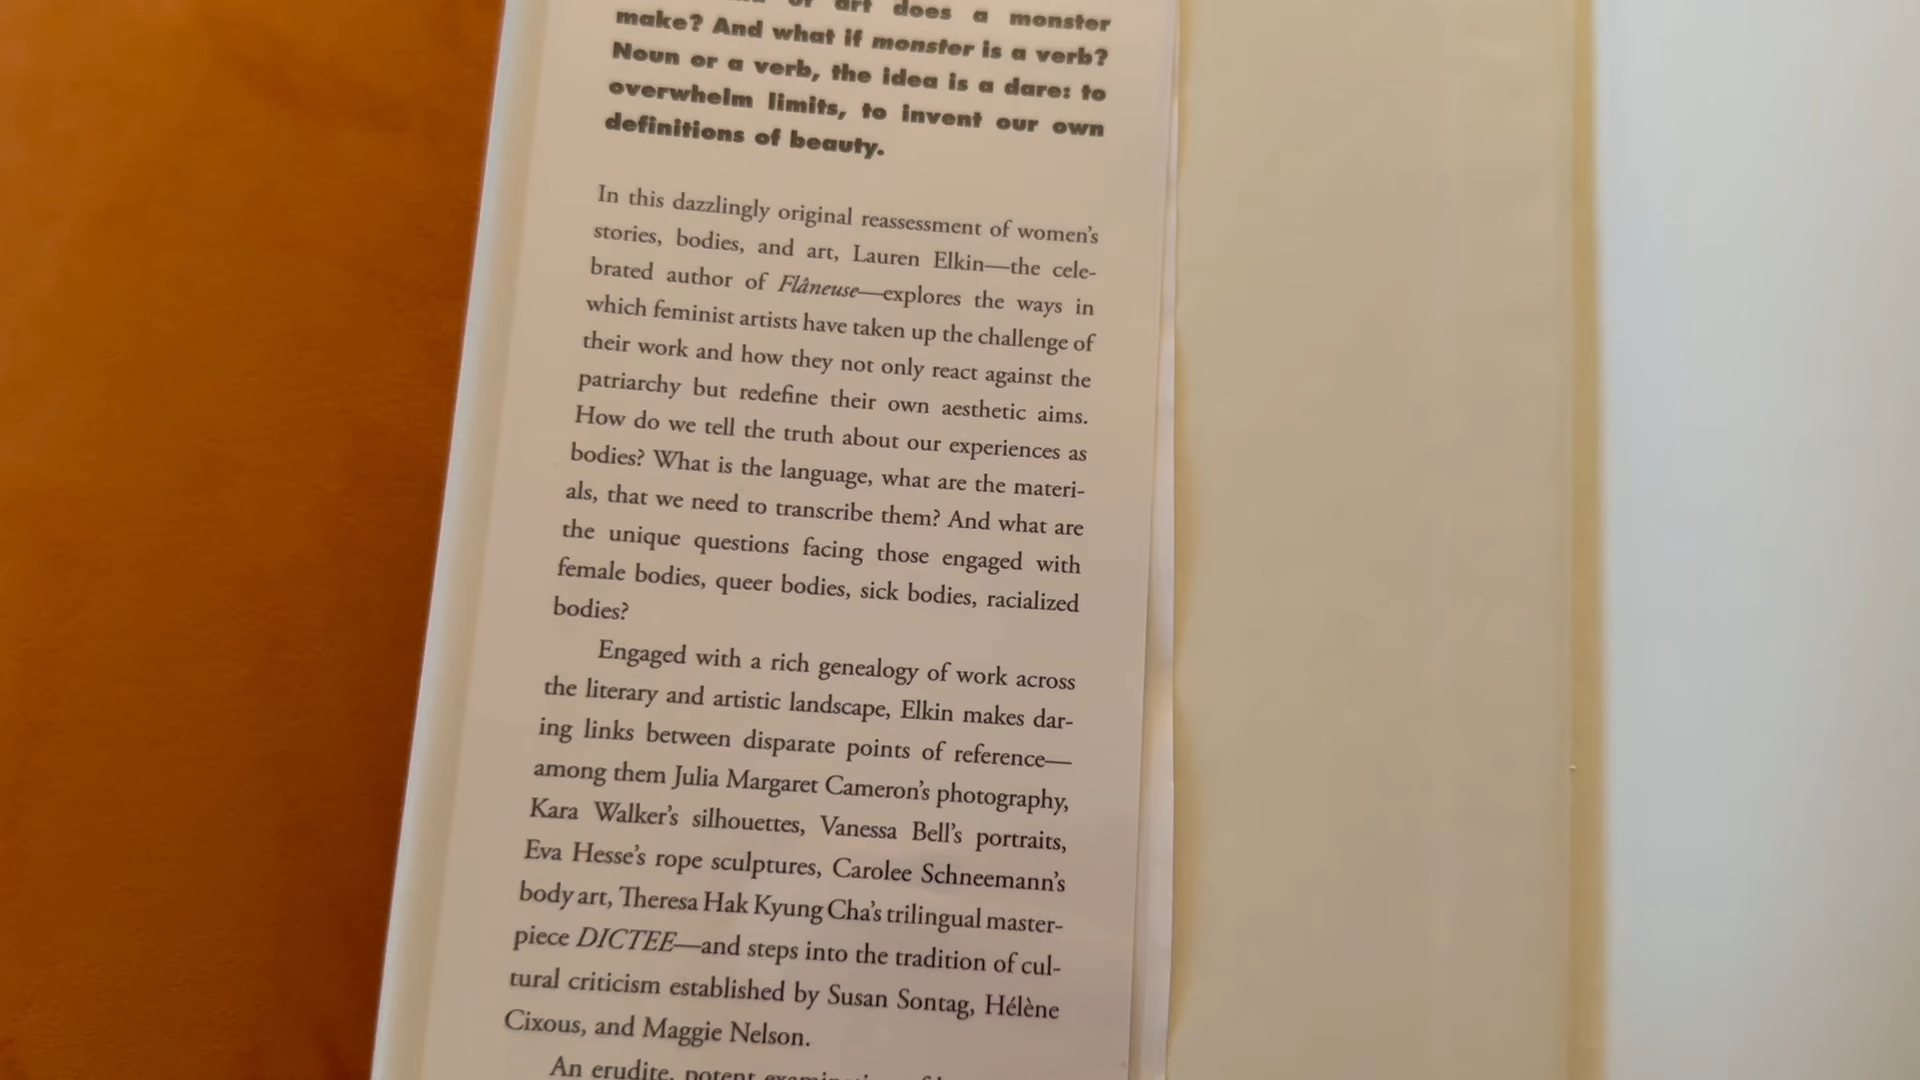 of art does a monster
make? And what if monster is a verb?
Noun or a verb, the idea is a dare: to
overwhelm limits, to invent our own
definitions of beauty.
In this dazzlingly original reassessment of women's
stories, bodies, and art, Lauren Elkin—the cele-
brated author of Flâneuse—explores the ways in
which feminist artists have taken up the challenge of
their work and how they not only react against the
patriarchy but redefine their own aesthetic aims.
How do we tell the truth about our experiences as
bodies? What is the language, what are the materi-
als, that we need to transcribe them? And what are
the unique questions facing those engaged with
female bodies, queer bodies, sick bodies, racialized
bodies?
Engaged with a rich genealogy of work across
the literary and artistic landscape, Elkin makes dar-
ing links between disparate points of reference—
among them Julia Margaret Cameron's photography,
Kara Walker's silhouettes, Vanessa Bell's portraits,
Eva Hesse's rope sculptures, Carolee Schneemann's
body art, Theresa Hak Kyung Cha's trilingual master-
piece DICTEE—and steps into the tradition of cul-
tural criticism established by Susan Sontag, Hélène
Cixous, and Maggie Nelson.
An erudite, potent